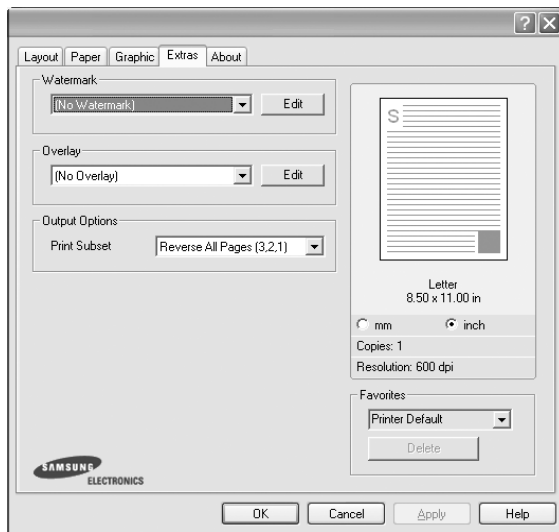 Layout Paper Graphic Extras About
Watermark
(No Watermark) Edit
Overlay
(No Overlay) Edit
Output Options
Print Subset Reverse All Pages (3,2,1)
S
Letter
8.50 x 11.00 in
mm inch
Copies: 1
Resolution: 600 dpi
Favorites
Printer Default
Delete
SAMSUNG
ELECTRONICS
OK Cancel Apply Help